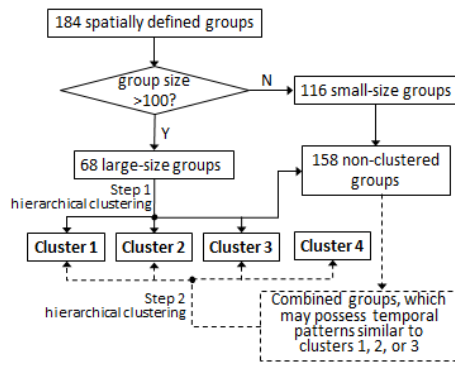 184 spatially defined groups
group size
>100?
N
116 small-size groups
Y
68 large-size groups
158 non-clustered
groups
Step 1
hierarchical clustering
Cluster 1
Cluster 2
Cluster 3
Cluster 4
Step 2
hierarchical clustering
Combined groups, which
may possess temporal
patterns similar to
clusters 1, 2, or 3